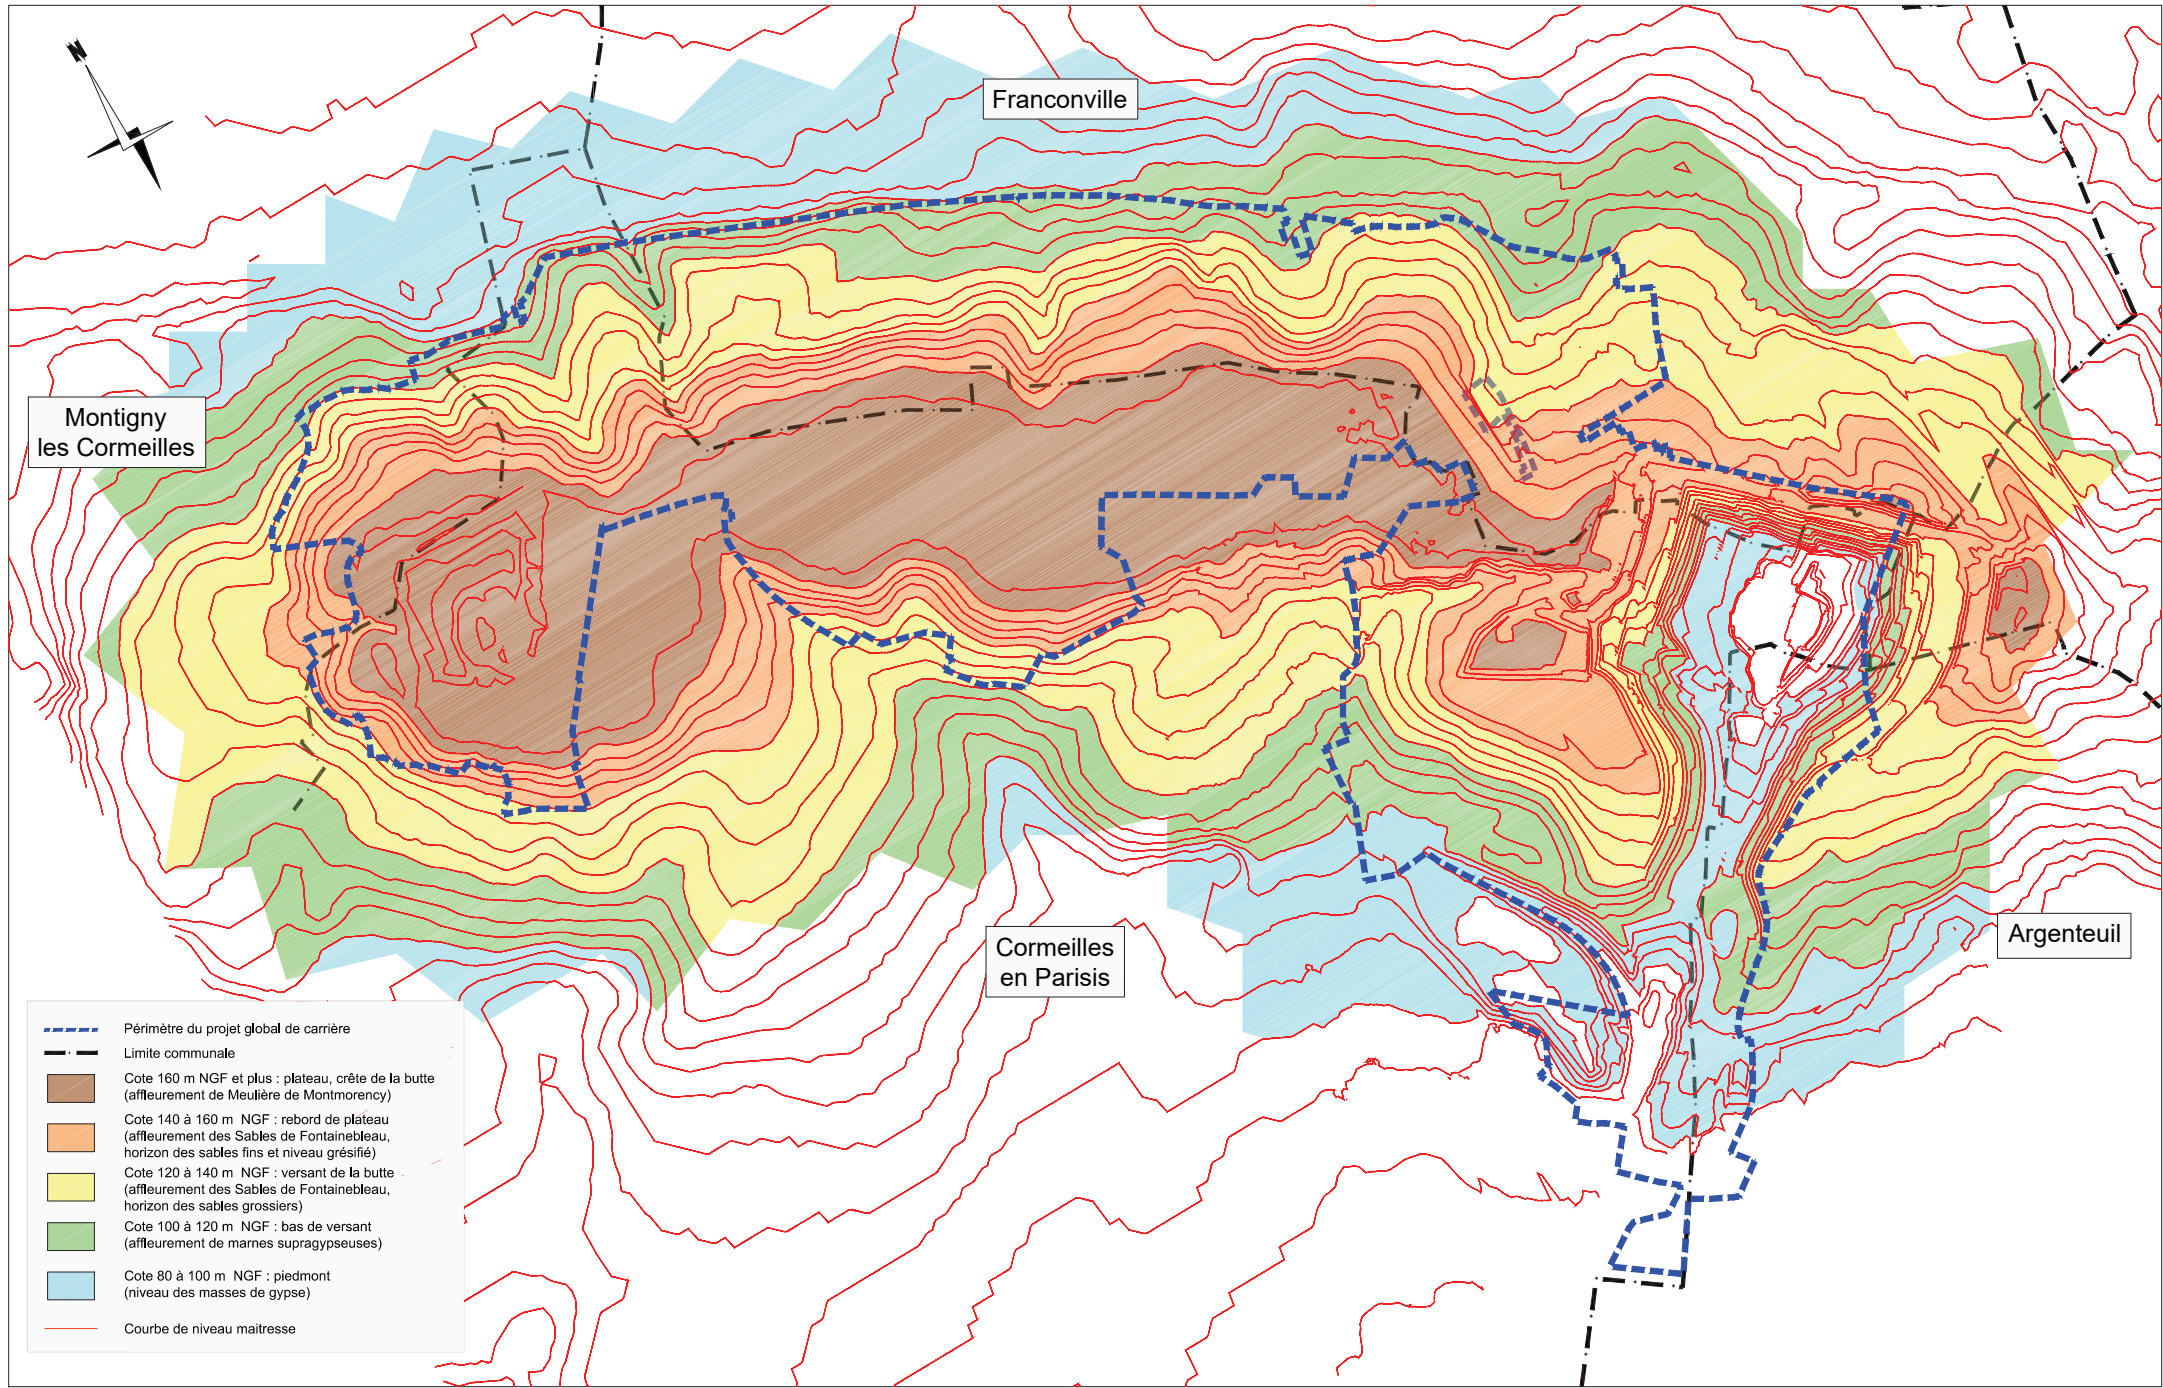 N
Franconville
Montigny
les Cormeilles
Cormeilles
en Parisis
Argenteuil
Périmètre du projet global de carrière
Limite communale
Cote 160 m NGF et plus : plateau, crête de la butte
(affleurement de Meulière de Montmorency)
Cote 140 à 160 m NGF : rebord de plateau
(affleurement des Sables de Fontainebleau,
horizon des sables fins et niveau grésifié)
Cote 120 à 140 m NGF : versant de la butte
(affleurement des Sables de Fontainebleau,
horizon des sables grossiers)
Cote 100 à 120 m NGF : bas de versant
(affleurement de marnes supragypseuses)
Cote 80 à 100 m NGF : piedmont
(niveau des masses de gypse)
Courbe de niveau maitresse